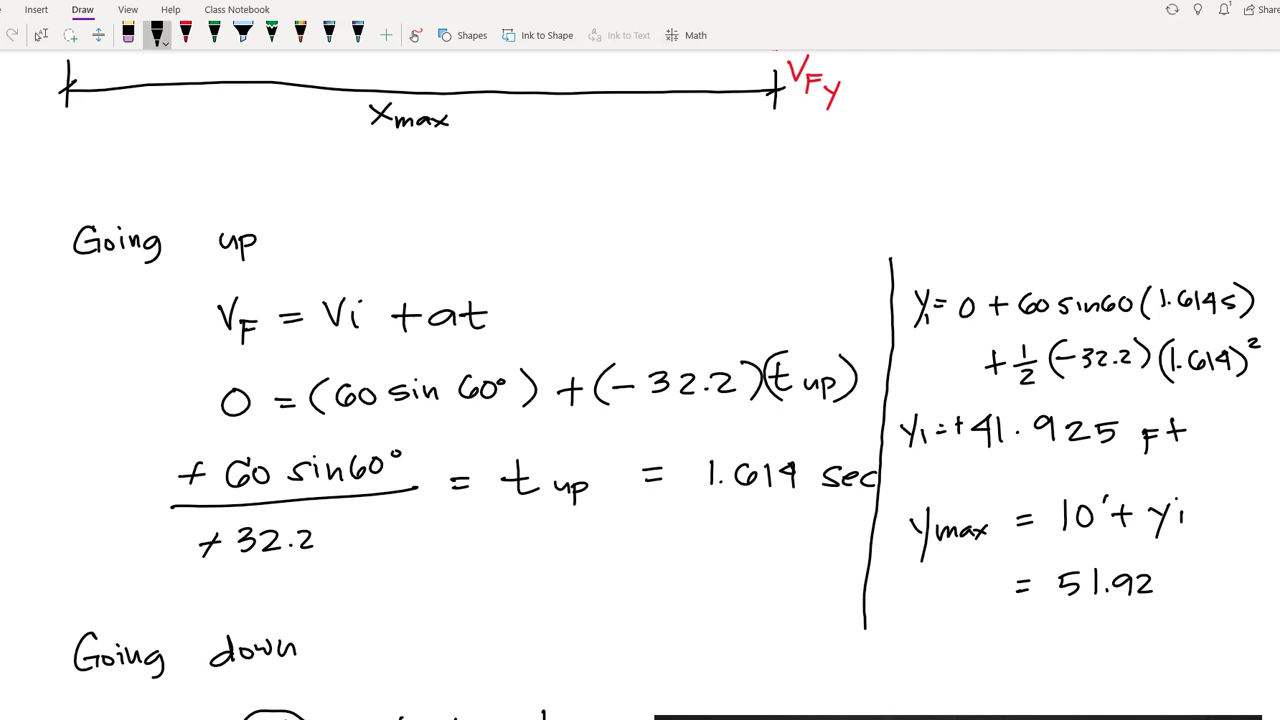 Insert Draw View Help Class Notebook
Share
Shapes Ink to Shape Ink to Text Math
VFy
Xmax
Going up
VF = Vi + at
0 = (60 sin 60°) + (-32.2)(t up)
+ 60 sin60° / + 32.2 = t up = 1.614 sec
y1= 0 + 60 sin60 (1.614s)
+ 1/2 (-32.2)(1.614)²
y1 = +41.925 Ft
ymax = 10' + yi
= 51.92
Going down